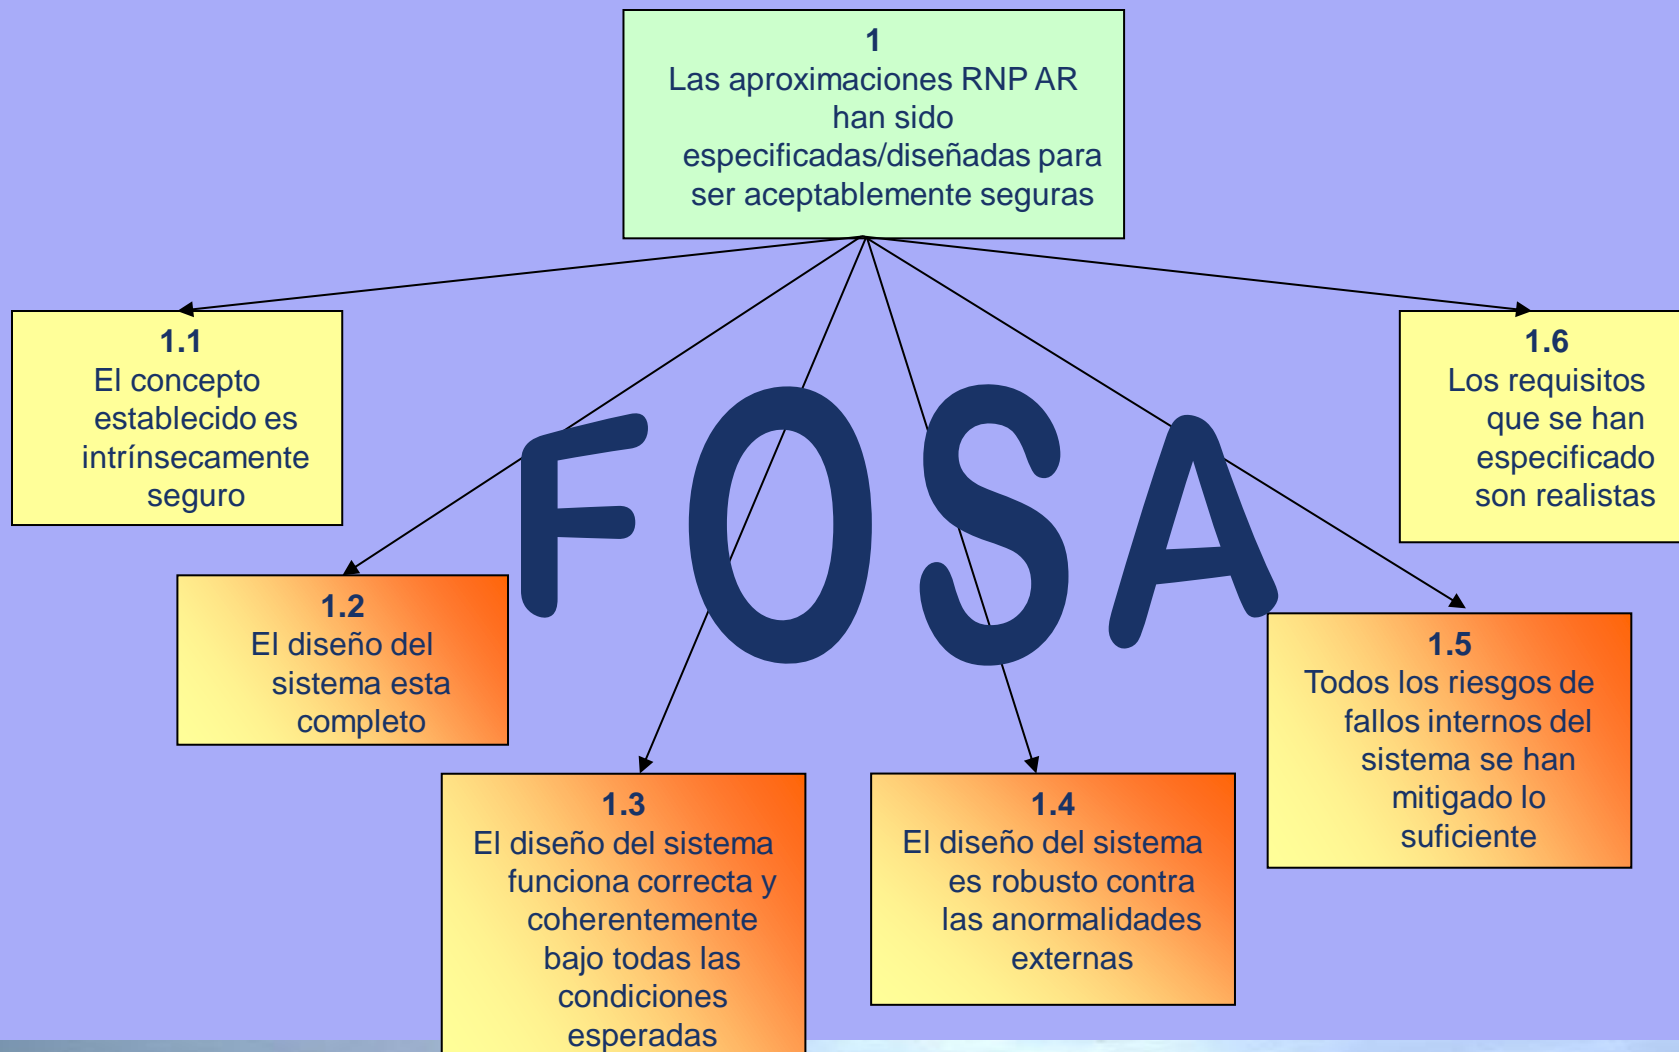 1
Las aproximaciones RNP AR
han sido
especificadas/diseñadas para
ser aceptablemente seguras
1.1
El concepto
establecido es
intrínsecamente
seguro
1.6
Los requisitos
que se han
especificado
son realistas
FOSA
1.2
El diseño del
sistema esta
completo
1.5
Todos los riesgos de
fallos internos del
sistema se han
mitigado lo
suficiente
1.3
El diseño del sistema
funciona correcta y
coherentemente
bajo todas las
condiciones
esperadas
1.4
El diseño del sistema
es robusto contra
las anormalidades
externas